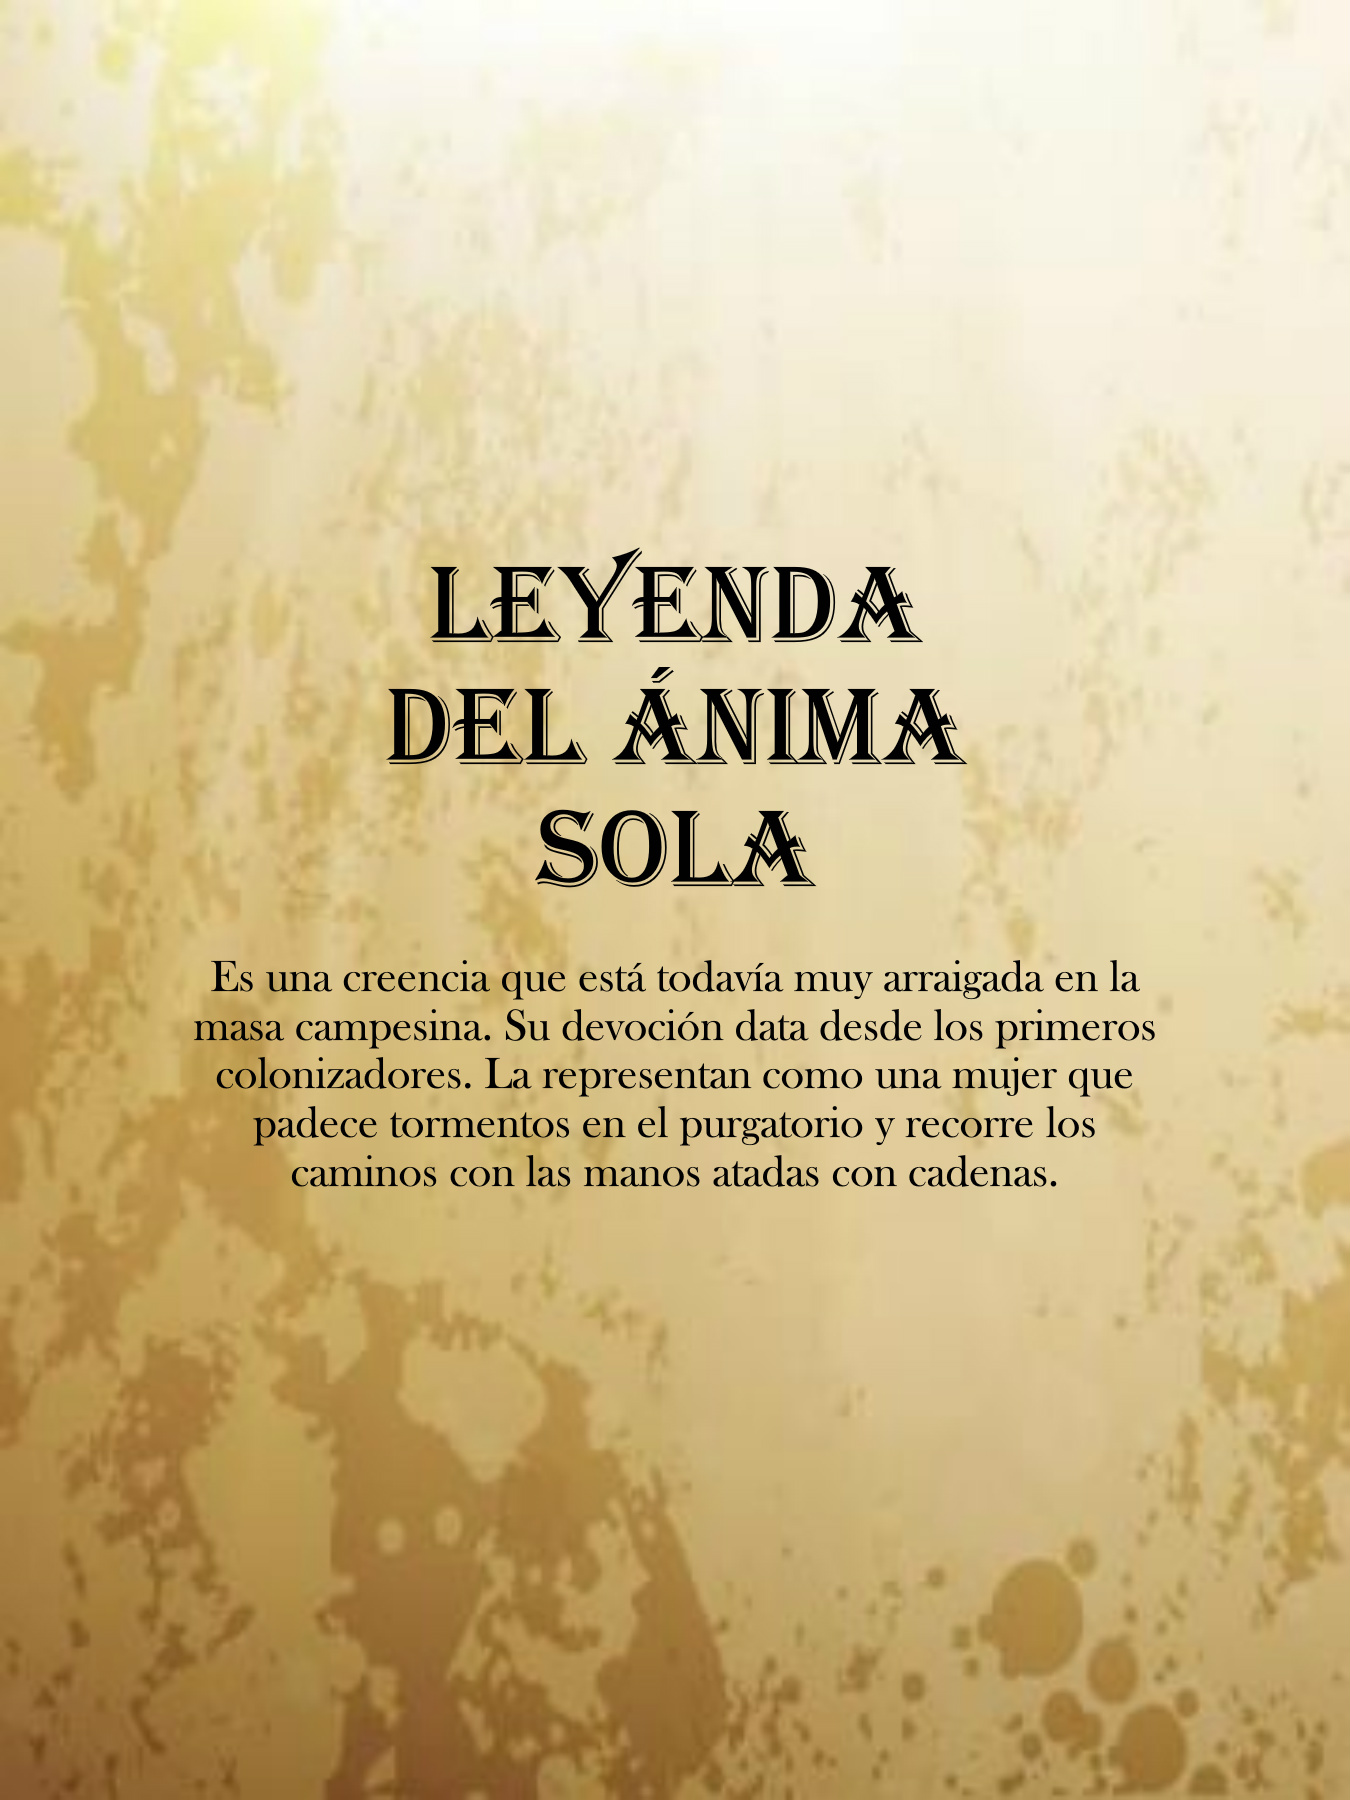 LEYENDA
DEL ÁNIMA
SOLA
Es una creencia que está todavía muy arraigada en la
masa campesina. Su devoción data desde los primeros
colonizadores. La representan como una mujer que
padece tormentos en el purgatorio y recorre los
caminos con las manos atadas con cadenas.